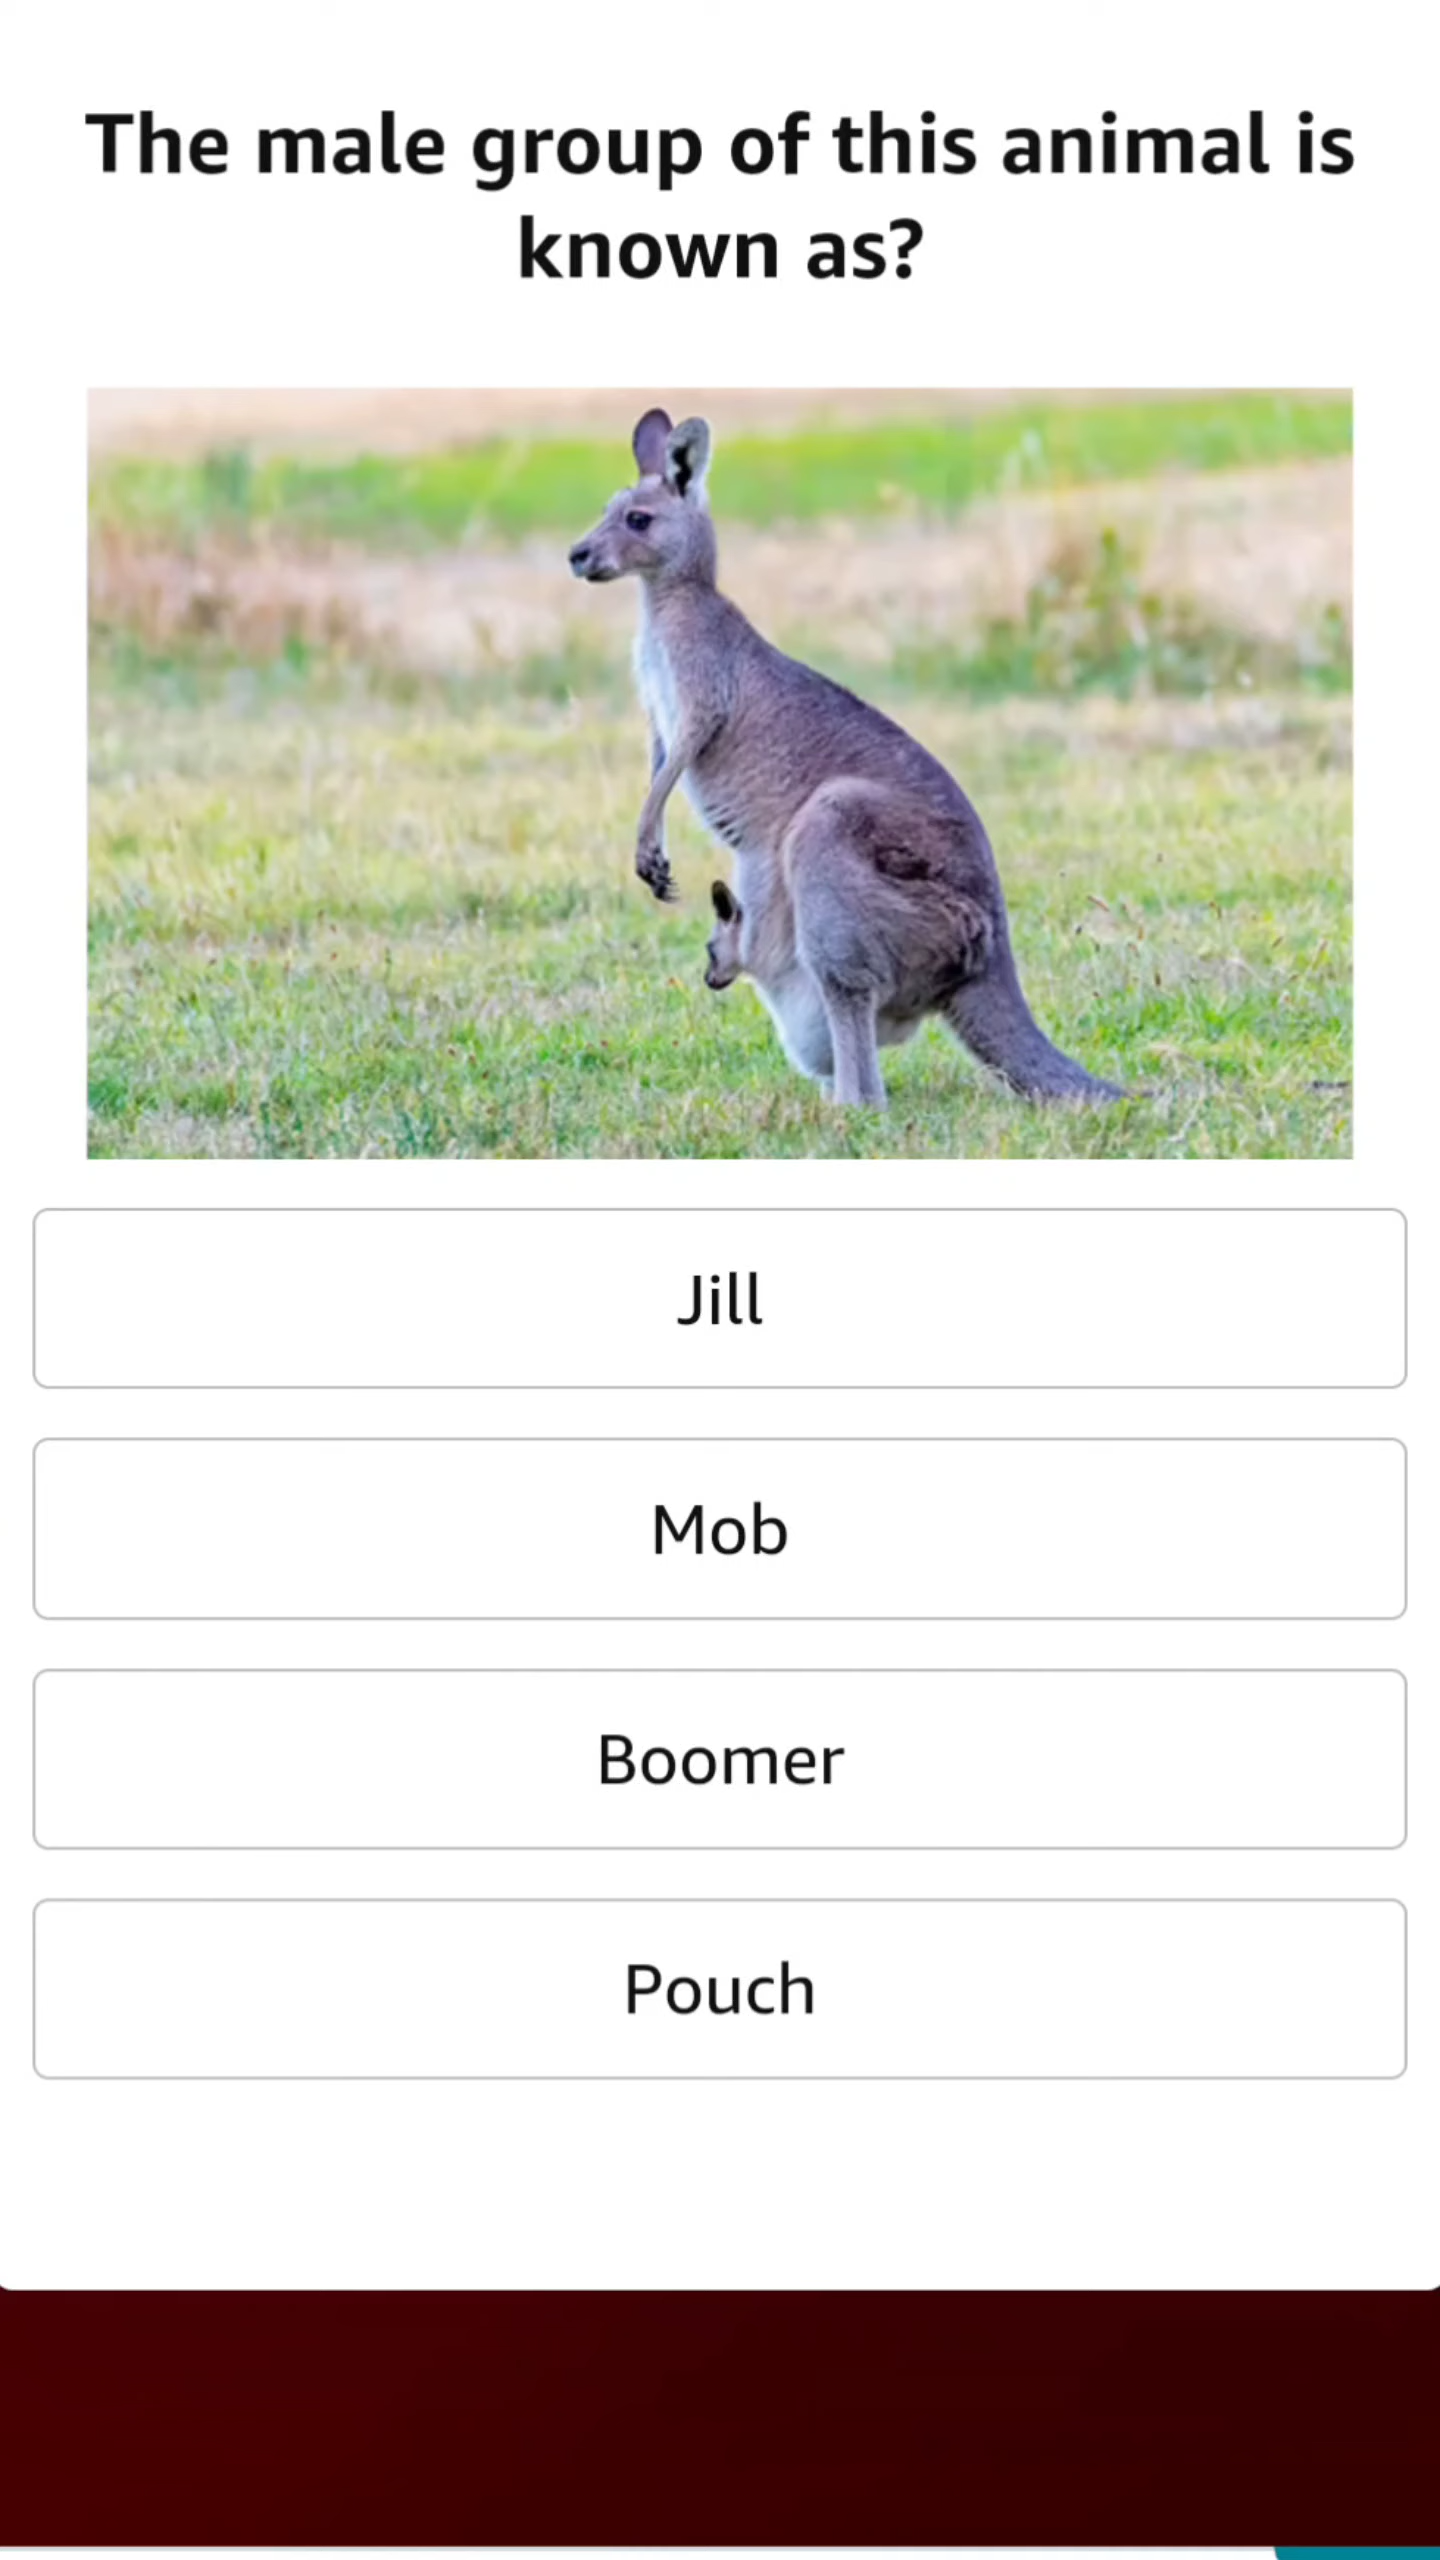 The male group of this animal is
known as?
Jill
Mob
Boomer
Pouch